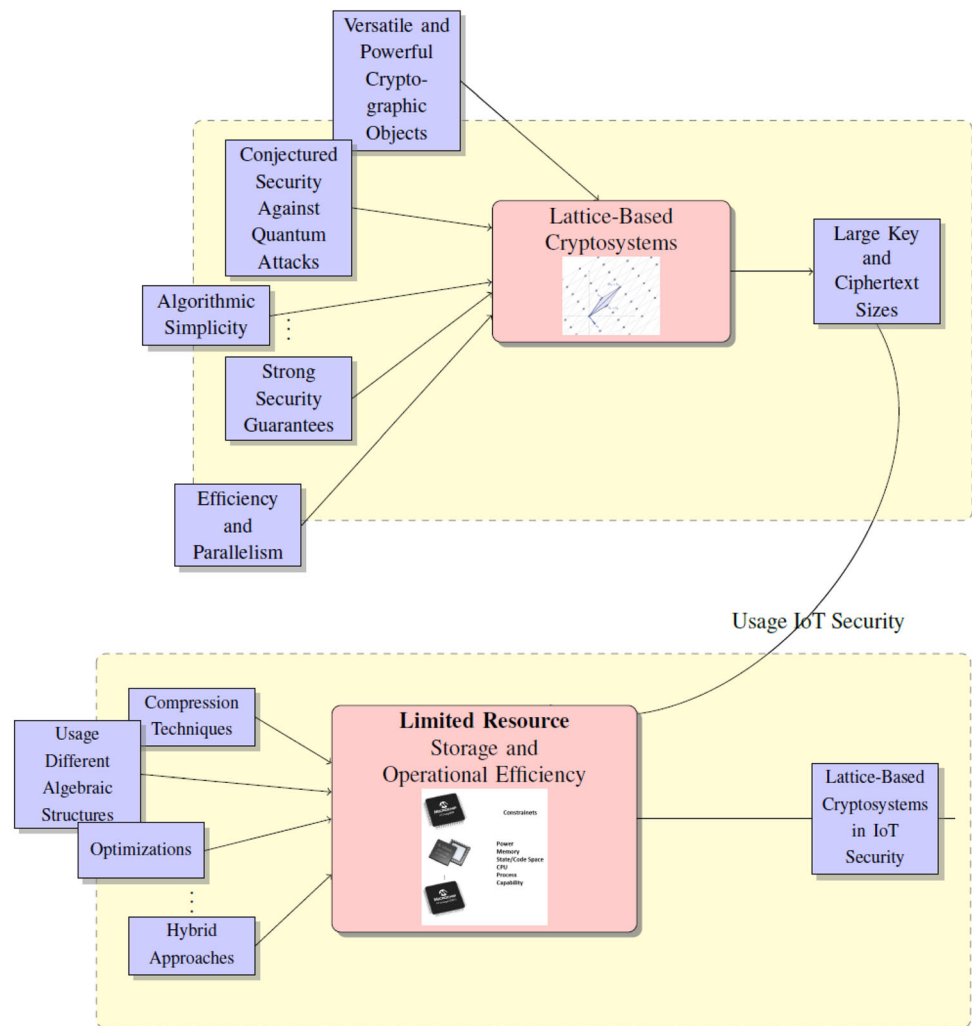 Versatile and
Powerful
Crypto-
graphic
Objects
Conjectured
Security
Against
Quantum
Attacks
Algorithmic
Simplicity
Strong
Security
Guarantees
Efficiency
and
Parallelism
Lattice-Based
Cryptosystems
Large Key
and
Ciphertext
Sizes
Usage IoT Security
Compression
Techniques
Usage
Different
Algebraic
Structures
Optimizations
Hybrid
Approaches
Limited Resource
Storage and
Operational Efficiency
Constrainets
Power
Memory
State/Code Space
CPU
Process
Capability
Lattice-Based
Cryptosystems
in IoT
Security